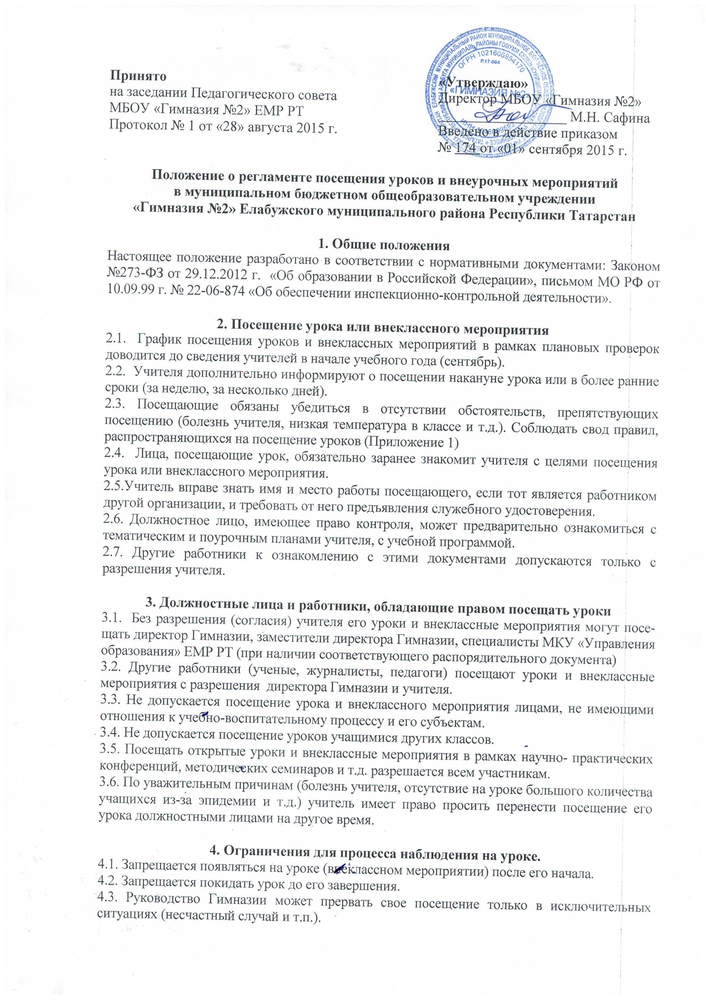 Принято
на заседании Педагогического совета
МБОУ «Гимназия №2» ЕМР РТ
Протокол № 1 от «28» августа 2015 г.
ОГРН 1021606954170
Р.17-004
«ГИМНАЗИЯ №2»
«Утверждаю»
Директор МБОУ «Гимназия №2»
М.Н. Сафина
Введено в действие приказом
№ 174 от «01» сентября 2015 г.
Положение о регламенте посещения уроков и внеурочных мероприятий
в муниципальном бюджетном общеобразовательном учреждении
«Гимназия №2» Елабужского муниципального района Республики Татарстан
1. Общие положения
Настоящее положение разработано в соответствии с нормативными документами: Законом
№273-ФЗ от 29.12.2012 г. «Об образовании в Российской Федерации», письмом МО РФ от
10.09.99 г. № 22-06-874 «Об обеспечении инспекционно-контрольной деятельности».
2. Посещение урока или внеклассного мероприятия
2.1. График посещения уроков и внеклассных мероприятий в рамках плановых проверок
доводится до сведения учителей в начале учебного года (сентябрь).
2.2. Учителя дополнительно информируют о посещении накануне урока или в более ранние
сроки (за неделю, за несколько дней).
2.3. Посещающие обязаны убедиться в отсутствии обстоятельств, препятствующих
посещению (болезнь учителя, низкая температура в классе и т.д.). Соблюдать свод правил,
распространяющихся на посещение уроков (Приложение 1)
2.4. Лица, посещающие урок, обязательно заранее знакомит учителя с целями посещения
урока или внеклассного мероприятия.
2.5.Учитель вправе знать имя и место работы посещающего, если тот является работником
другой организации, и требовать от него предъявления служебного удостоверения.
2.6. Должностное лицо, имеющее право контроля, может предварительно ознакомиться с
тематическим и поурочным планами учителя, с учебной программой.
2.7. Другие работники к ознакомлению с этими документами допускаются только с
разрешения учителя.
3. Должностные лица и работники, обладающие правом посещать уроки
3.1. Без разрешения (согласия) учителя его уроки и внеклассные мероприятия могут посе-
щать директор Гимназии, заместители директора Гимназии, специалисты МКУ «Управления
образования» ЕМР РТ (при наличии соответствующего распорядительного документа)
3.2. Другие работники (ученые, журналисты, педагоги) посещают уроки и внеклассные
мероприятия с разрешения директора Гимназии и учителя.
3.3. Не допускается посещение урока и внеклассного мероприятия лицами, не имеющими
отношения к учебно-воспитательному процессу и его субъектам.
3.4. Не допускается посещение уроков учащимися других классов.
3.5. Посещать открытые уроки и внеклассные мероприятия в рамках научно- практических
конференций, методических семинаров и т.д. разрешается всем участникам.
3.6. По уважительным причинам (болезнь учителя, отсутствие на уроке большого количества
учащихся из-за эпидемии и т.д.) учитель имеет право просить перенести посещение его
урока должностными лицами на другое время.
4. Ограничения для процесса наблюдения на уроке.
4.1. Запрещается появляться на уроке (внеклассном мероприятии) после его начала.
4.2. Запрещается покидать урок до его завершения.
4.3. Руководство Гимназии может прервать свое посещение только в исключительных
ситуациях (несчастный случай и т.п.).